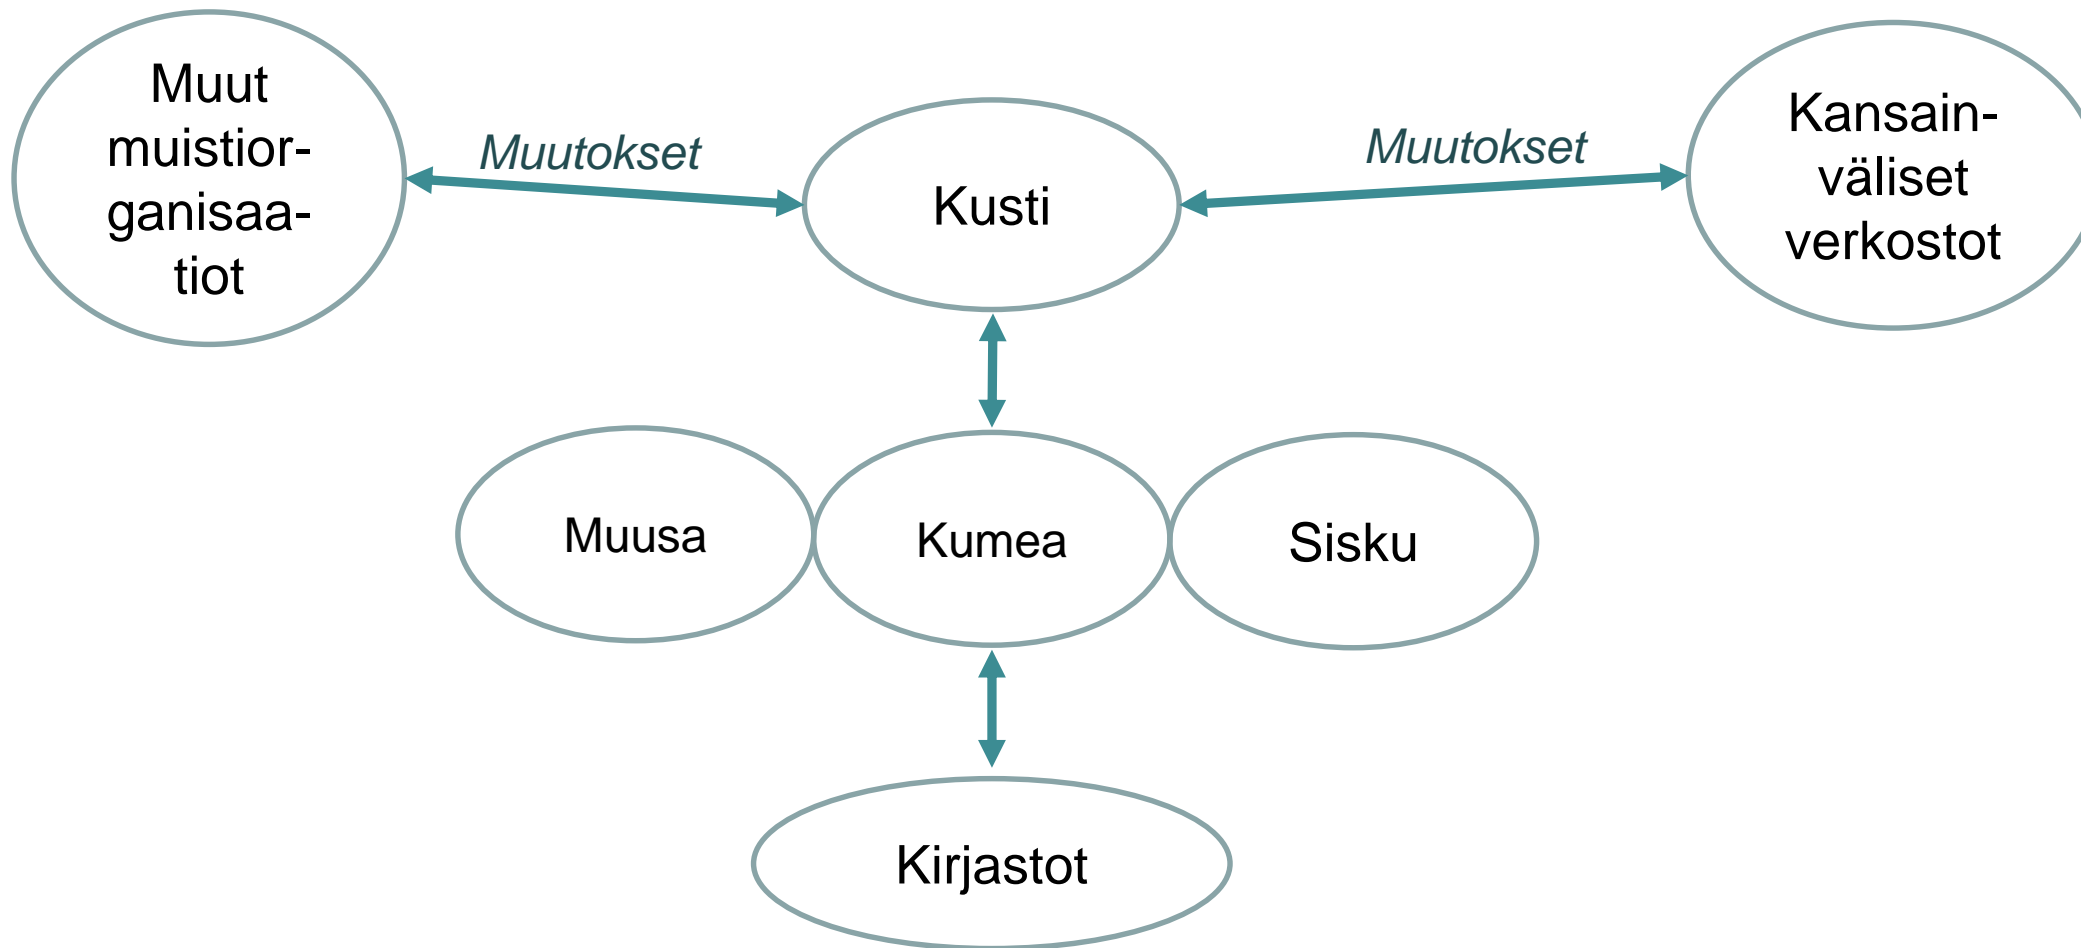 Muut
muistior-
ganisaa-
tiot
Muutokset
Kusti
Muutokset
Kansain-
väliset
verkostot
Muusa
Kumea
Sisku
Kirjastot